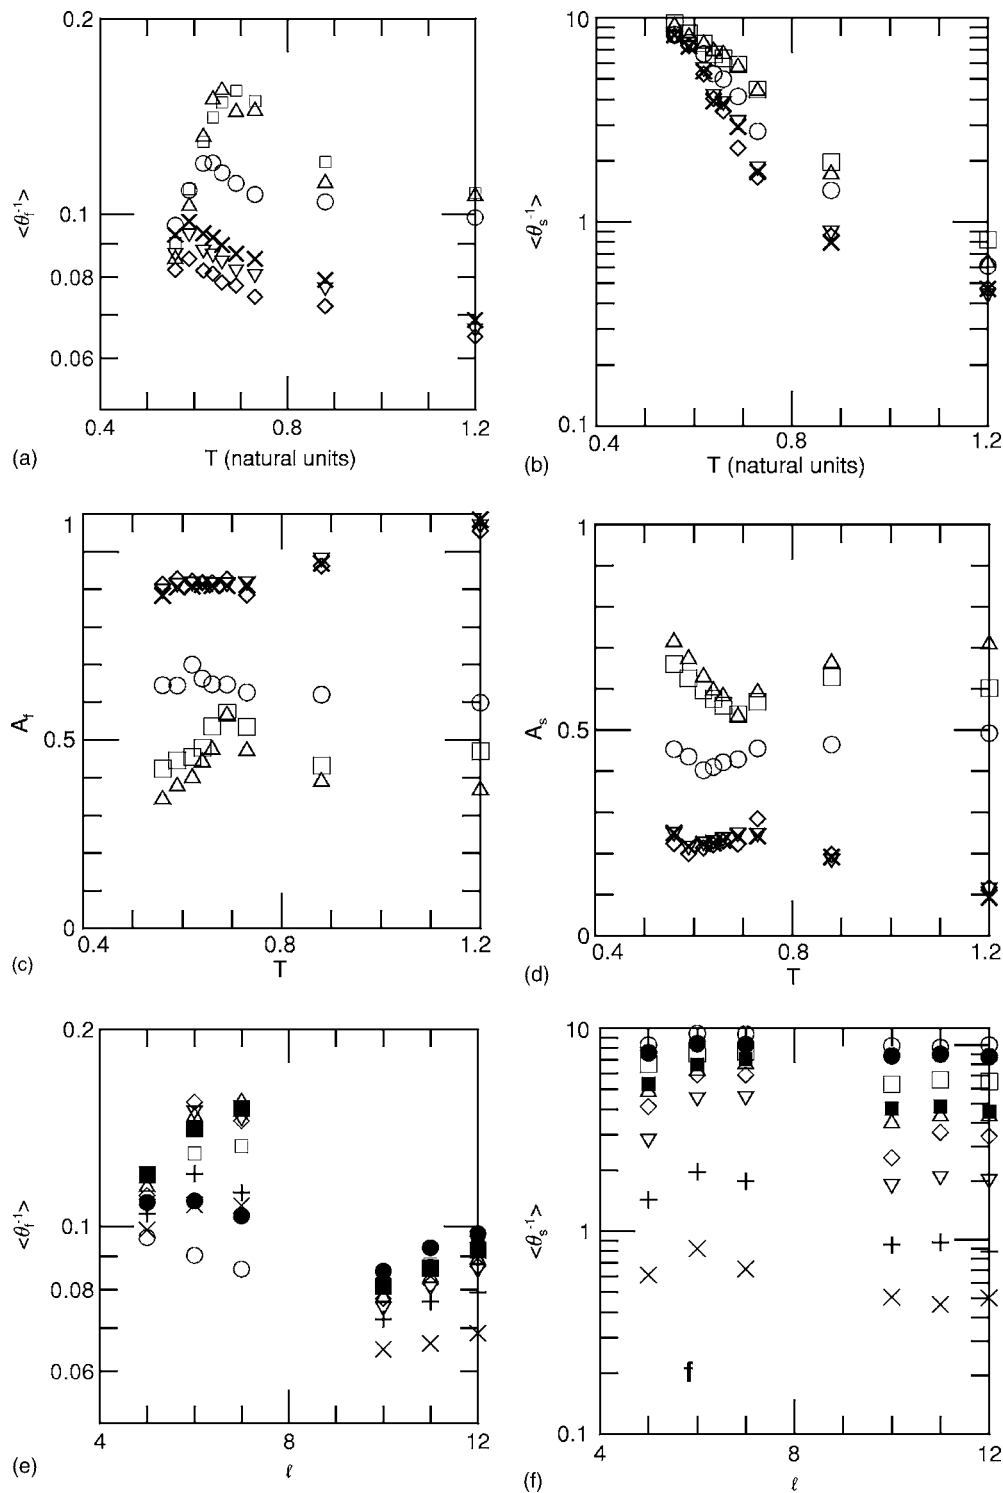 0.2
0.1
0.08
0.06
<θf-1>
0.4
0.8
1.2
T (natural units)
(a)
10
1
0.1
<θs-1>
0.4
0.8
1.2
T (natural units)
(b)
1
0.5
0
Af
0.4
0.8
1.2
T
(c)
1
0.5
0
As
0.4
0.8
1.2
T
(d)
0.2
0.1
0.08
0.06
<θf-1>
4
8
12
ℓ
(e)
10
1
0.1
<θs-1>
4
8
12
ℓ
(f)